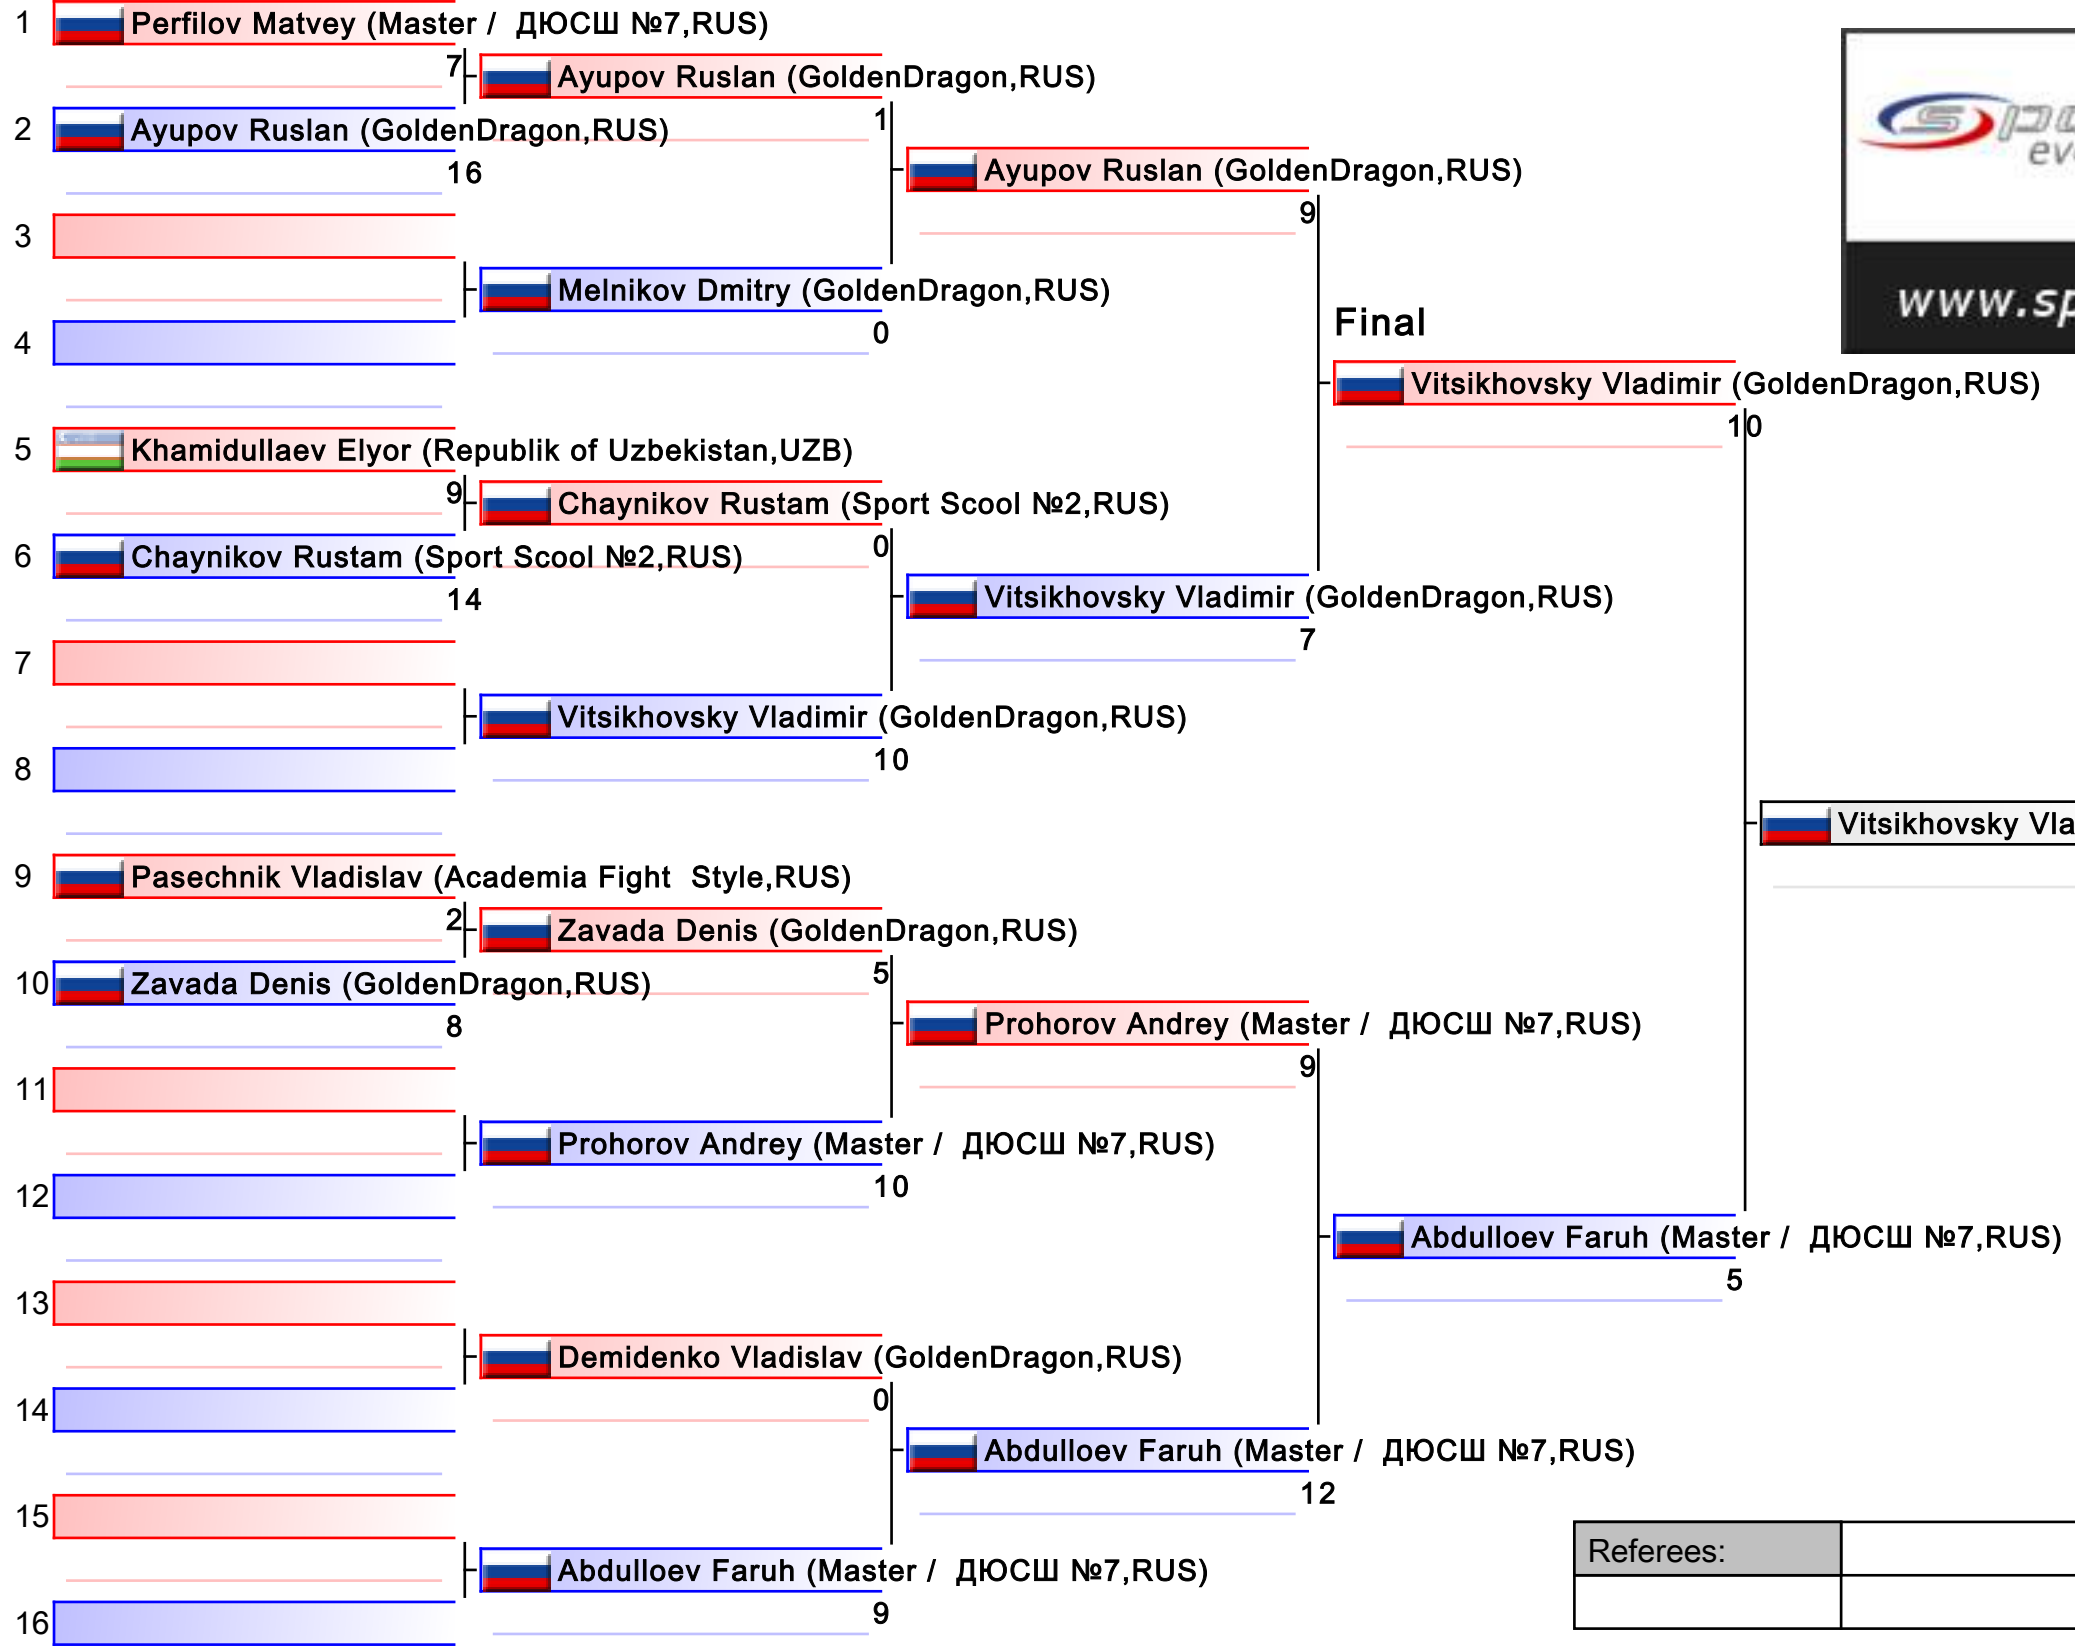 1 Perfilov Matvey (Master /  ДЮСШ №7,RUS)
7 Ayupov Ruslan (GoldenDragon,RUS)
2 Ayupov Ruslan (GoldenDragon,RUS)
1
16
Ayupov Ruslan (GoldenDragon,RUS)
9
3
Melnikov Dmitry (GoldenDragon,RUS)
0
4
Final
www.sp
Vitsikhovsky Vladimir (GoldenDragon,RUS)
10
5 Khamidullaev Elyor (Republik of Uzbekistan,UZB)
9 Chaynikov Rustam (Sport Scool №2,RUS)
0
6 Chaynikov Rustam (Sport Scool №2,RUS)
14
Vitsikhovsky Vladimir (GoldenDragon,RUS)
7
7
Vitsikhovsky Vladimir (GoldenDragon,RUS)
10
8
Vitsikhovsky Vla
9 Pasechnik Vladislav (Academia Fight  Style,RUS)
2 Zavada Denis (GoldenDragon,RUS)
5
10 Zavada Denis (GoldenDragon,RUS)
8
Prohorov Andrey (Master /  ДЮСШ №7,RUS)
9
11
Prohorov Andrey (Master /  ДЮСШ №7,RUS)
10
12
Abdulloev Faruh (Master /  ДЮСШ №7,RUS)
5
13
Demidenko Vladislav (GoldenDragon,RUS)
0
14
Abdulloev Faruh (Master /  ДЮСШ №7,RUS)
12
15
Referees:
Abdulloev Faruh (Master /  ДЮСШ №7,RUS)
9
16